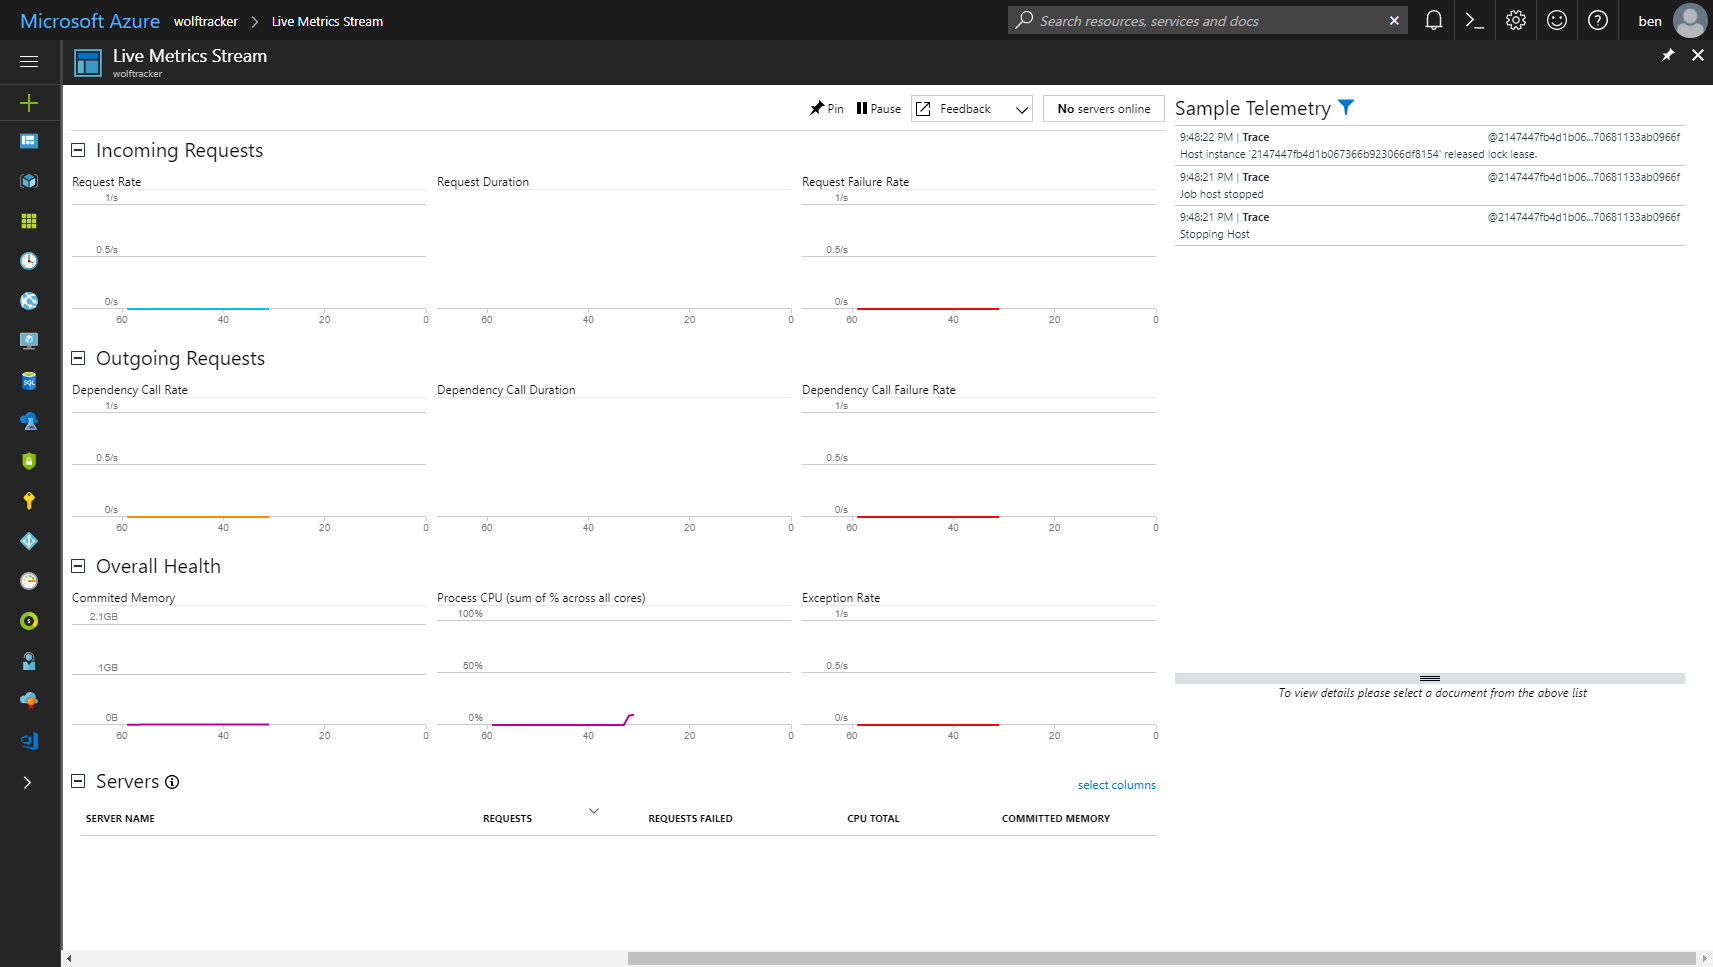 Microsoft Azure wolftracker > Live Metrics Stream
Search resources, services and docs
ben
Live Metrics Stream
wolftracker
Pin Pause Feedback No servers online
Incoming Requests
Request Rate
1/s
0.5/s
0/s
60 40 20 0
Request Duration
60 40 20 0
Request Failure Rate
1/s
0.5/s
0/s
60 40 20 0
Outgoing Requests
Dependency Call Rate
1/s
0.5/s
0/s
60 40 20 0
Dependency Call Duration
60 40 20 0
Dependency Call Failure Rate
1/s
0.5/s
0/s
60 40 20 0
Overall Health
Commited Memory
2.1GB
1GB
0B
60 40 20 0
Process CPU (sum of % across all cores)
100%
50%
0%
60 40 20 0
Exception Rate
1/s
0.5/s
0/s
60 40 20 0
Servers
select columns
SERVER NAME REQUESTS REQUESTS FAILED CPU TOTAL COMMITTED MEMORY
Sample Telemetry
9:48:22 PM | Trace @2147447fb4d1b06...70681133ab0966f
Host instance '2147447fb4d1b067366b923066df8154' released lock lease.
9:48:21 PM | Trace @2147447fb4d1b06...70681133ab0966f
Job host stopped
9:48:21 PM | Trace @2147447fb4d1b06...70681133ab0966f
Stopping Host
To view details please select a document from the above list
SQL